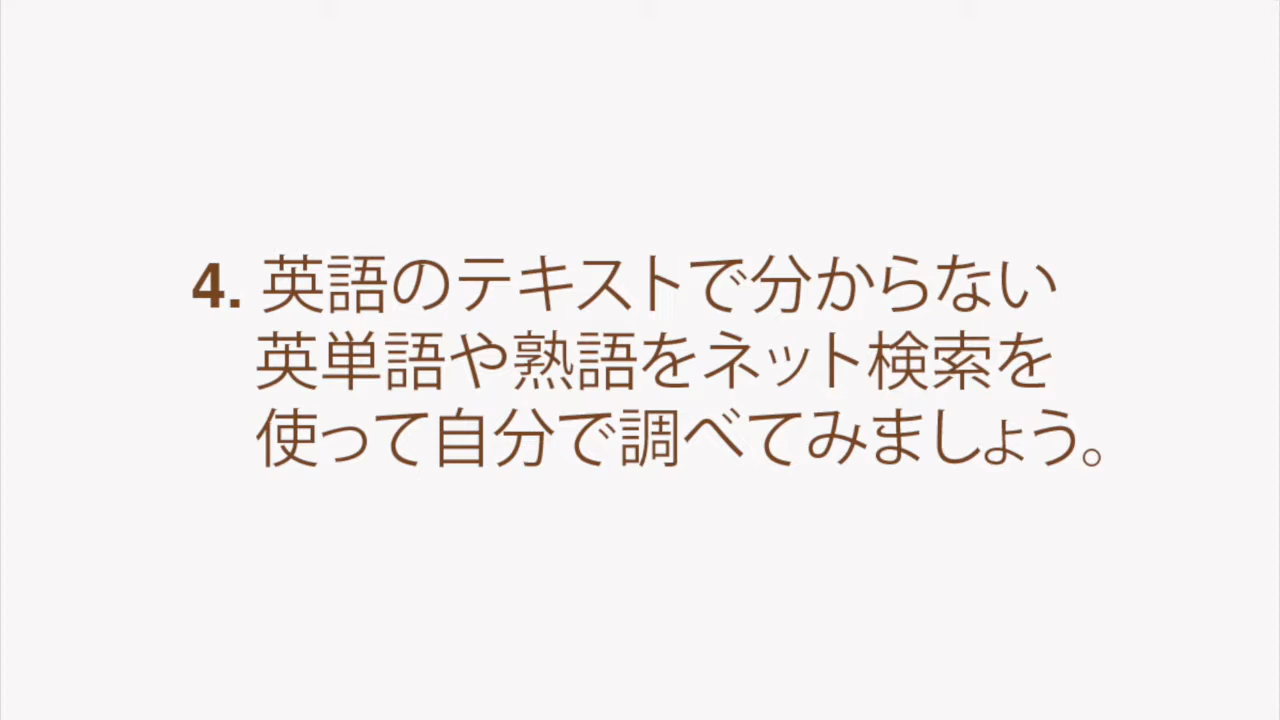 4. 英語のテキストで分からない
英単語や熟語をネット検索を
使って自分で調べてみましょう。